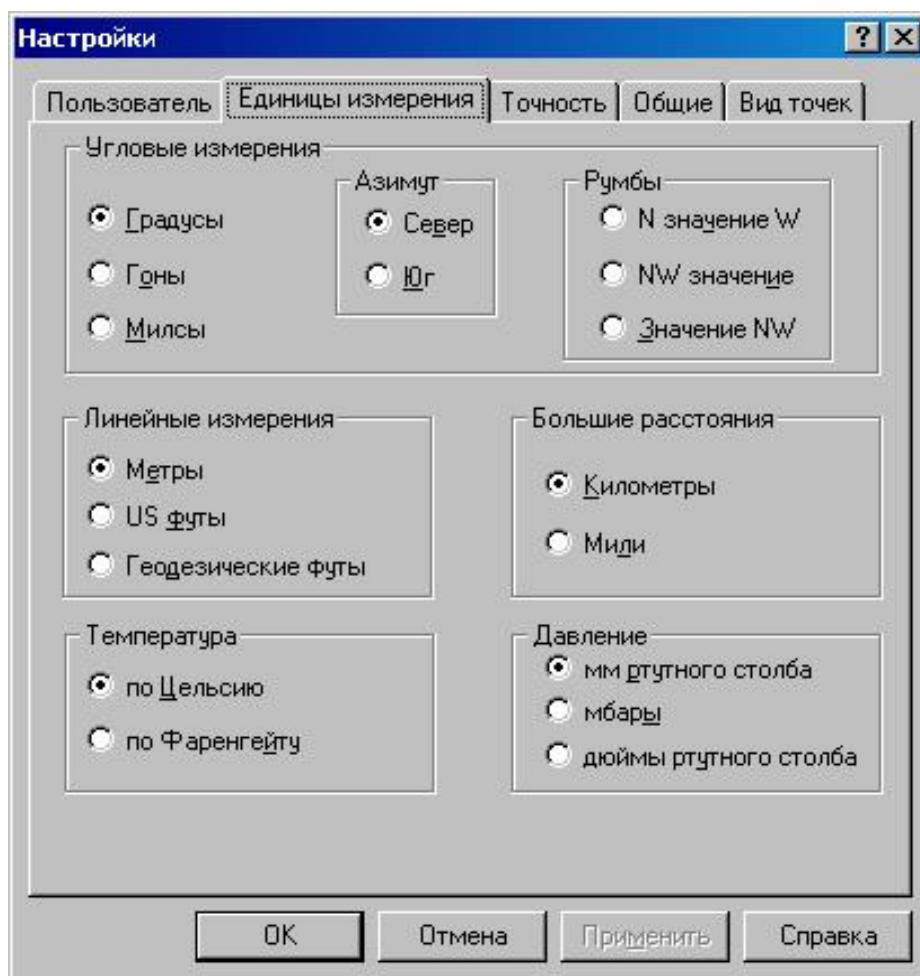 Настройки
Пользователь Единицы измерения Точность Общие Вид точек
Угловые измерения
Градусы
Гоны
Милсы
Азимут
Север
Юг
Румбы
N значение W
NW значение
Значение NW
Линейные измерения
Метры
US футы
Геодезические футы
Большие расстояния
Километры
Мили
Температура
по Цельсию
по Фаренгейту
Давление
мм ртутного столба
мбары
дюймы ртутного столба
OK Отмена Применить Справка